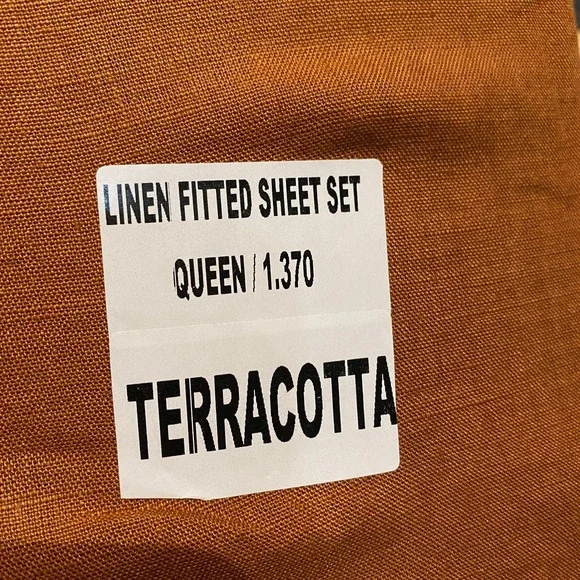 LINEN FITTED SHEET SET
QUEEN / 1.370
TERRACOTTA